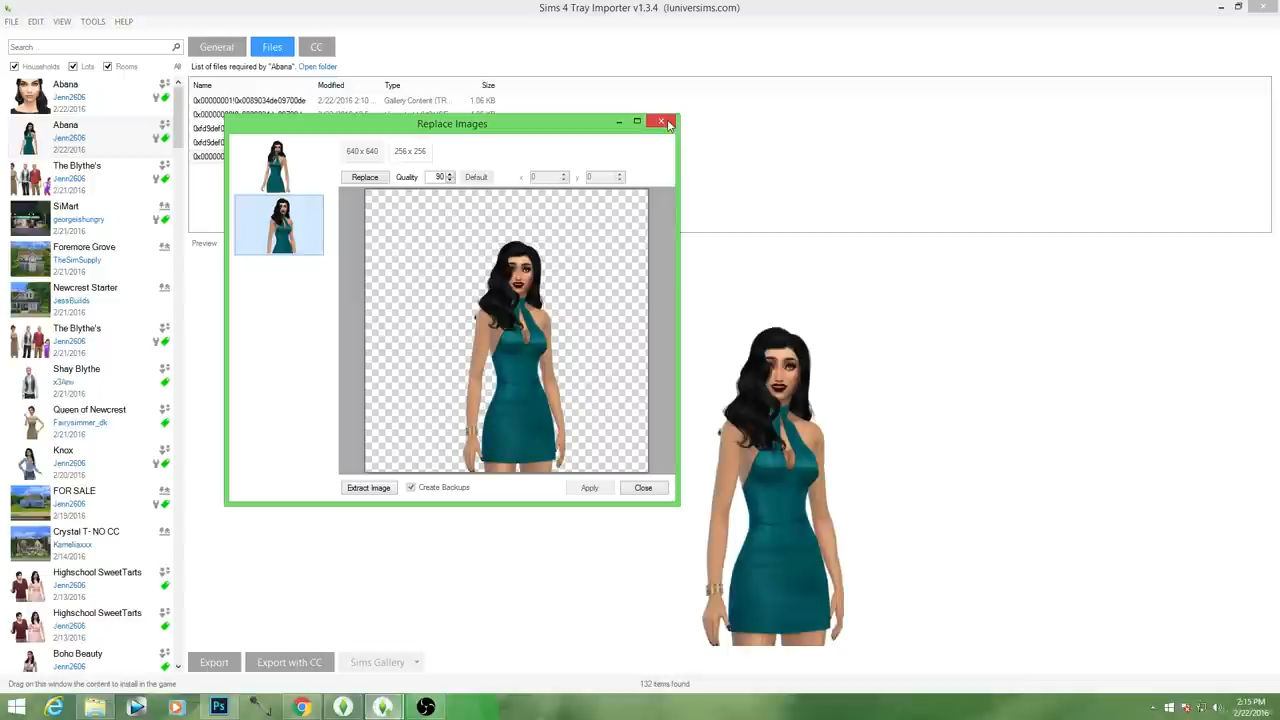 Sims 4 Tray Importer v1.3.4 (luniversims.com)
FILE EDIT VIEW TOOLS HELP
Search...
General Files CC
Households Lots Rooms All
List of files required by "Abana". Open folder
Name Modified Type Size
0x00000001!0x0089034de09700de 2/22/2016 2:10 ... Gallery Content (TR... 1.06 KB
0xfd9def
0xfd9def
0x00000
Preview
Replace Images
640 x 640 256 x 256
Replace Quality 90 Default x 0 y 0
Extract Image Create Backups Apply Close
Abana
Jenn2606
2/22/2016
Abana
Jenn2606
2/22/2016
The Blythe's
Jenn2606
2/21/2016
SiMart
georgeishungry
2/21/2016
Foremore Grove
TheSimSupply
2/21/2016
Newcrest Starter
JessBuilds
2/21/2016
The Blythe's
Jenn2606
2/21/2016
Shay Blythe
2/21/2016
Queen of Newcrest
Fairysimmer_dk
2/21/2016
Knox
Jenn2606
2/20/2016
FOR SALE
Jenn2606
2/19/2016
Crystal T- NO CC
Kameliaxxx
2/14/2016
Highschool SweetTarts
Jenn2606
2/13/2016
Highschool SweetTarts
Jenn2606
2/13/2016
Boho Beauty
Jenn2606
Export Export with CC Sims Gallery
Drag on this window the content to install in the game 132 items found
Ps
2:15 PM
2/22/2016